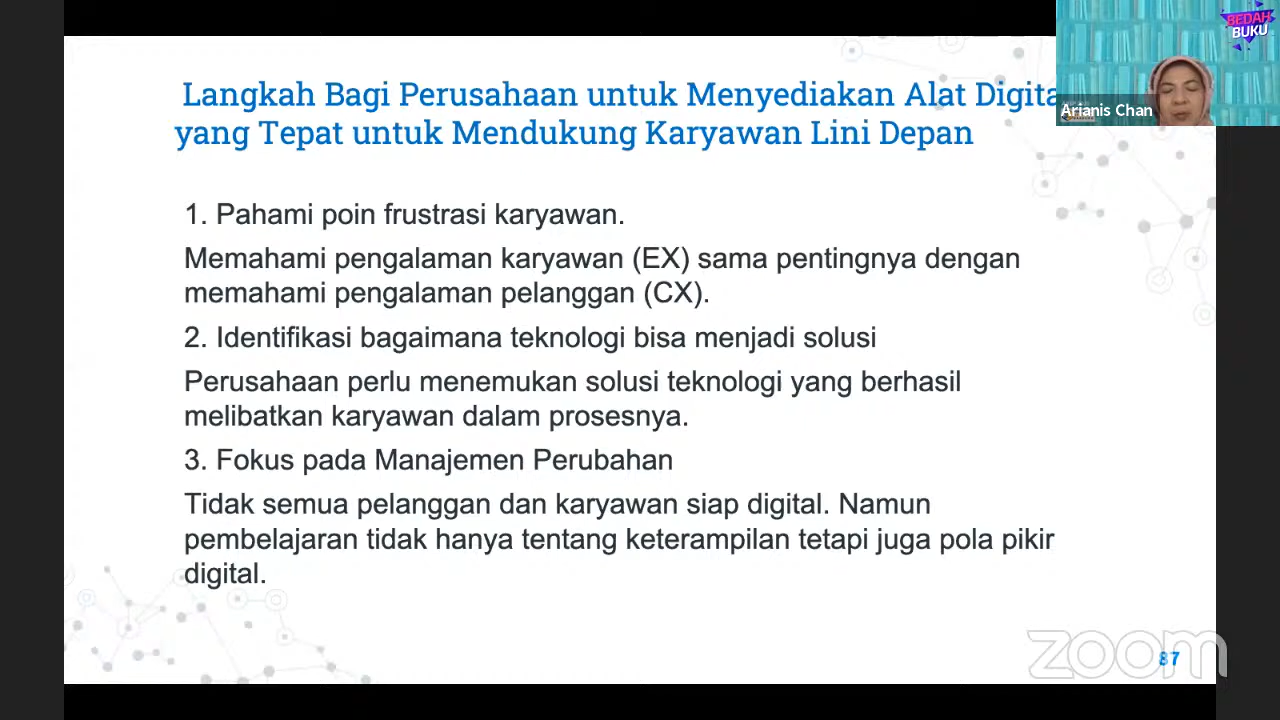 BEDAH
BUKU
Arianis Chan
Langkah Bagi Perusahaan untuk Menyediakan Alat Digita
yang Tepat untuk Mendukung Karyawan Lini Depan
1. Pahami poin frustrasi karyawan.
Memahami pengalaman karyawan (EX) sama pentingnya dengan
memahami pengalaman pelanggan (CX).
2. Identifikasi bagaimana teknologi bisa menjadi solusi
Perusahaan perlu menemukan solusi teknologi yang berhasil
melibatkan karyawan dalam prosesnya.
3. Fokus pada Manajemen Perubahan
Tidak semua pelanggan dan karyawan siap digital. Namun
pembelajaran tidak hanya tentang keterampilan tetapi juga pola pikir
digital.
zoom
87